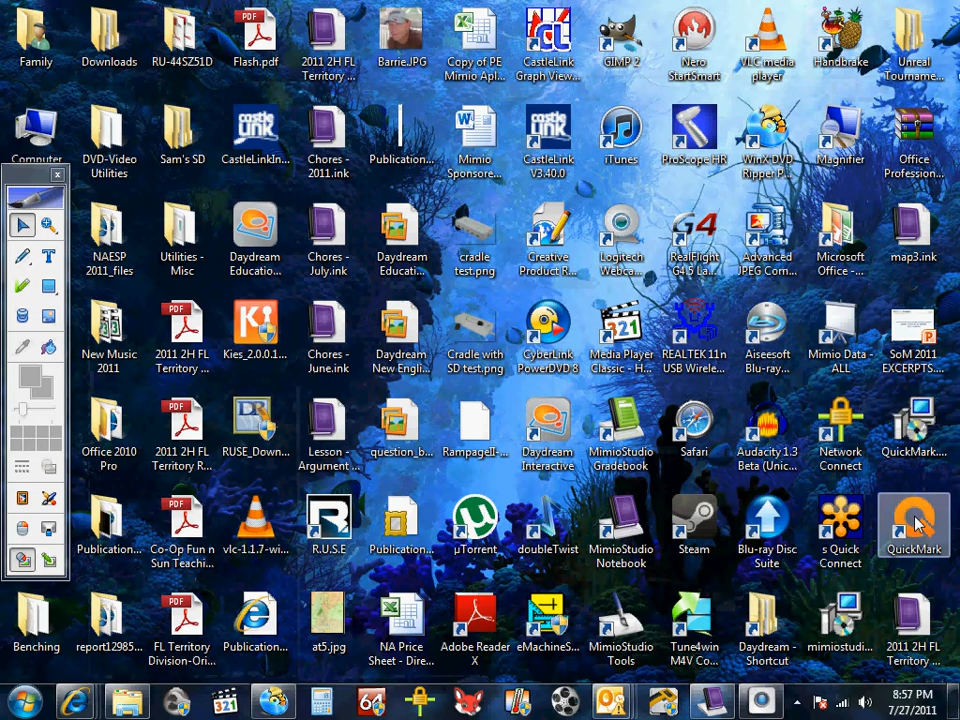 Family
Downloads
RU-44SZ51D
Flash.pdf
2011 2H FL
Territory ...
Barrie.JPG
Copy of PE
Mimio Apl...
CastleLink
Graph View...
GIMP 2
Nero
StartSmart
VLC media
player
Handbrake
Unreal
Tourname...
Computer
DVD-Video
Utilities
Sam's SD
CastleLinkIn...
Chores -
2011.ink
Publication...
Mimio
Sponsore...
CastleLink
V3.40.0
iTunes
ProScope HR
WinX DVD
Ripper P...
Magnifier
Office
Profession...
NAESP
2011_files
Utilities -
Misc
Daydream
Educatio...
Chores -
July.ink
Daydream
Educati...
cradle
test.png
Creative
Product R...
Logitech
Webca...
RealFlight
G4.5 La...
Advanced
JPEG Com...
Microsoft
Office -...
map3.ink
New Music
2011
2011 2H FL
Territory ...
Kies_2.0.0.1...
Chores -
June.ink
Daydream
New Engli...
Cradle with
SD test.png
CyberLink
PowerDVD 8
Media Player
Classic - H...
REALTEK 11n
USB Wirele...
Aiseesoft
Blu-ray...
Mimio Data -
ALL
SoM 2011
EXCERPTS....
Office 2010
Pro
2011 2H FL
Territory R...
RUSE_Down...
Lesson -
Argument ...
question_b...
RampageII-...
Daydream
Interactive
MimioStudio
Gradebook
Safari
Audacity 1.3
Beta (Unic...
Network
Connect
QuickMark....
Publication...
Co-Op Fun n
Sun Teachi...
vlc-1.1.7-wi...
R.U.S.E
Publication...
µTorrent
doubleTwist
MimioStudio
Notebook
Steam
Blu-ray Disc
Suite
s Quick
Connect
QuickMark
Benching
report12985...
FL Territory
Division-Ori...
Publication...
at5.jpg
NA Price
Sheet - Dire...
Adobe Reader
X
eMachineS...
MimioStudio
Tools
Tune4win
M4V Co...
Daydream -
Shortcut
mimiostudi...
2011 2H FL
Territory ...
8:57 PM
7/27/2011